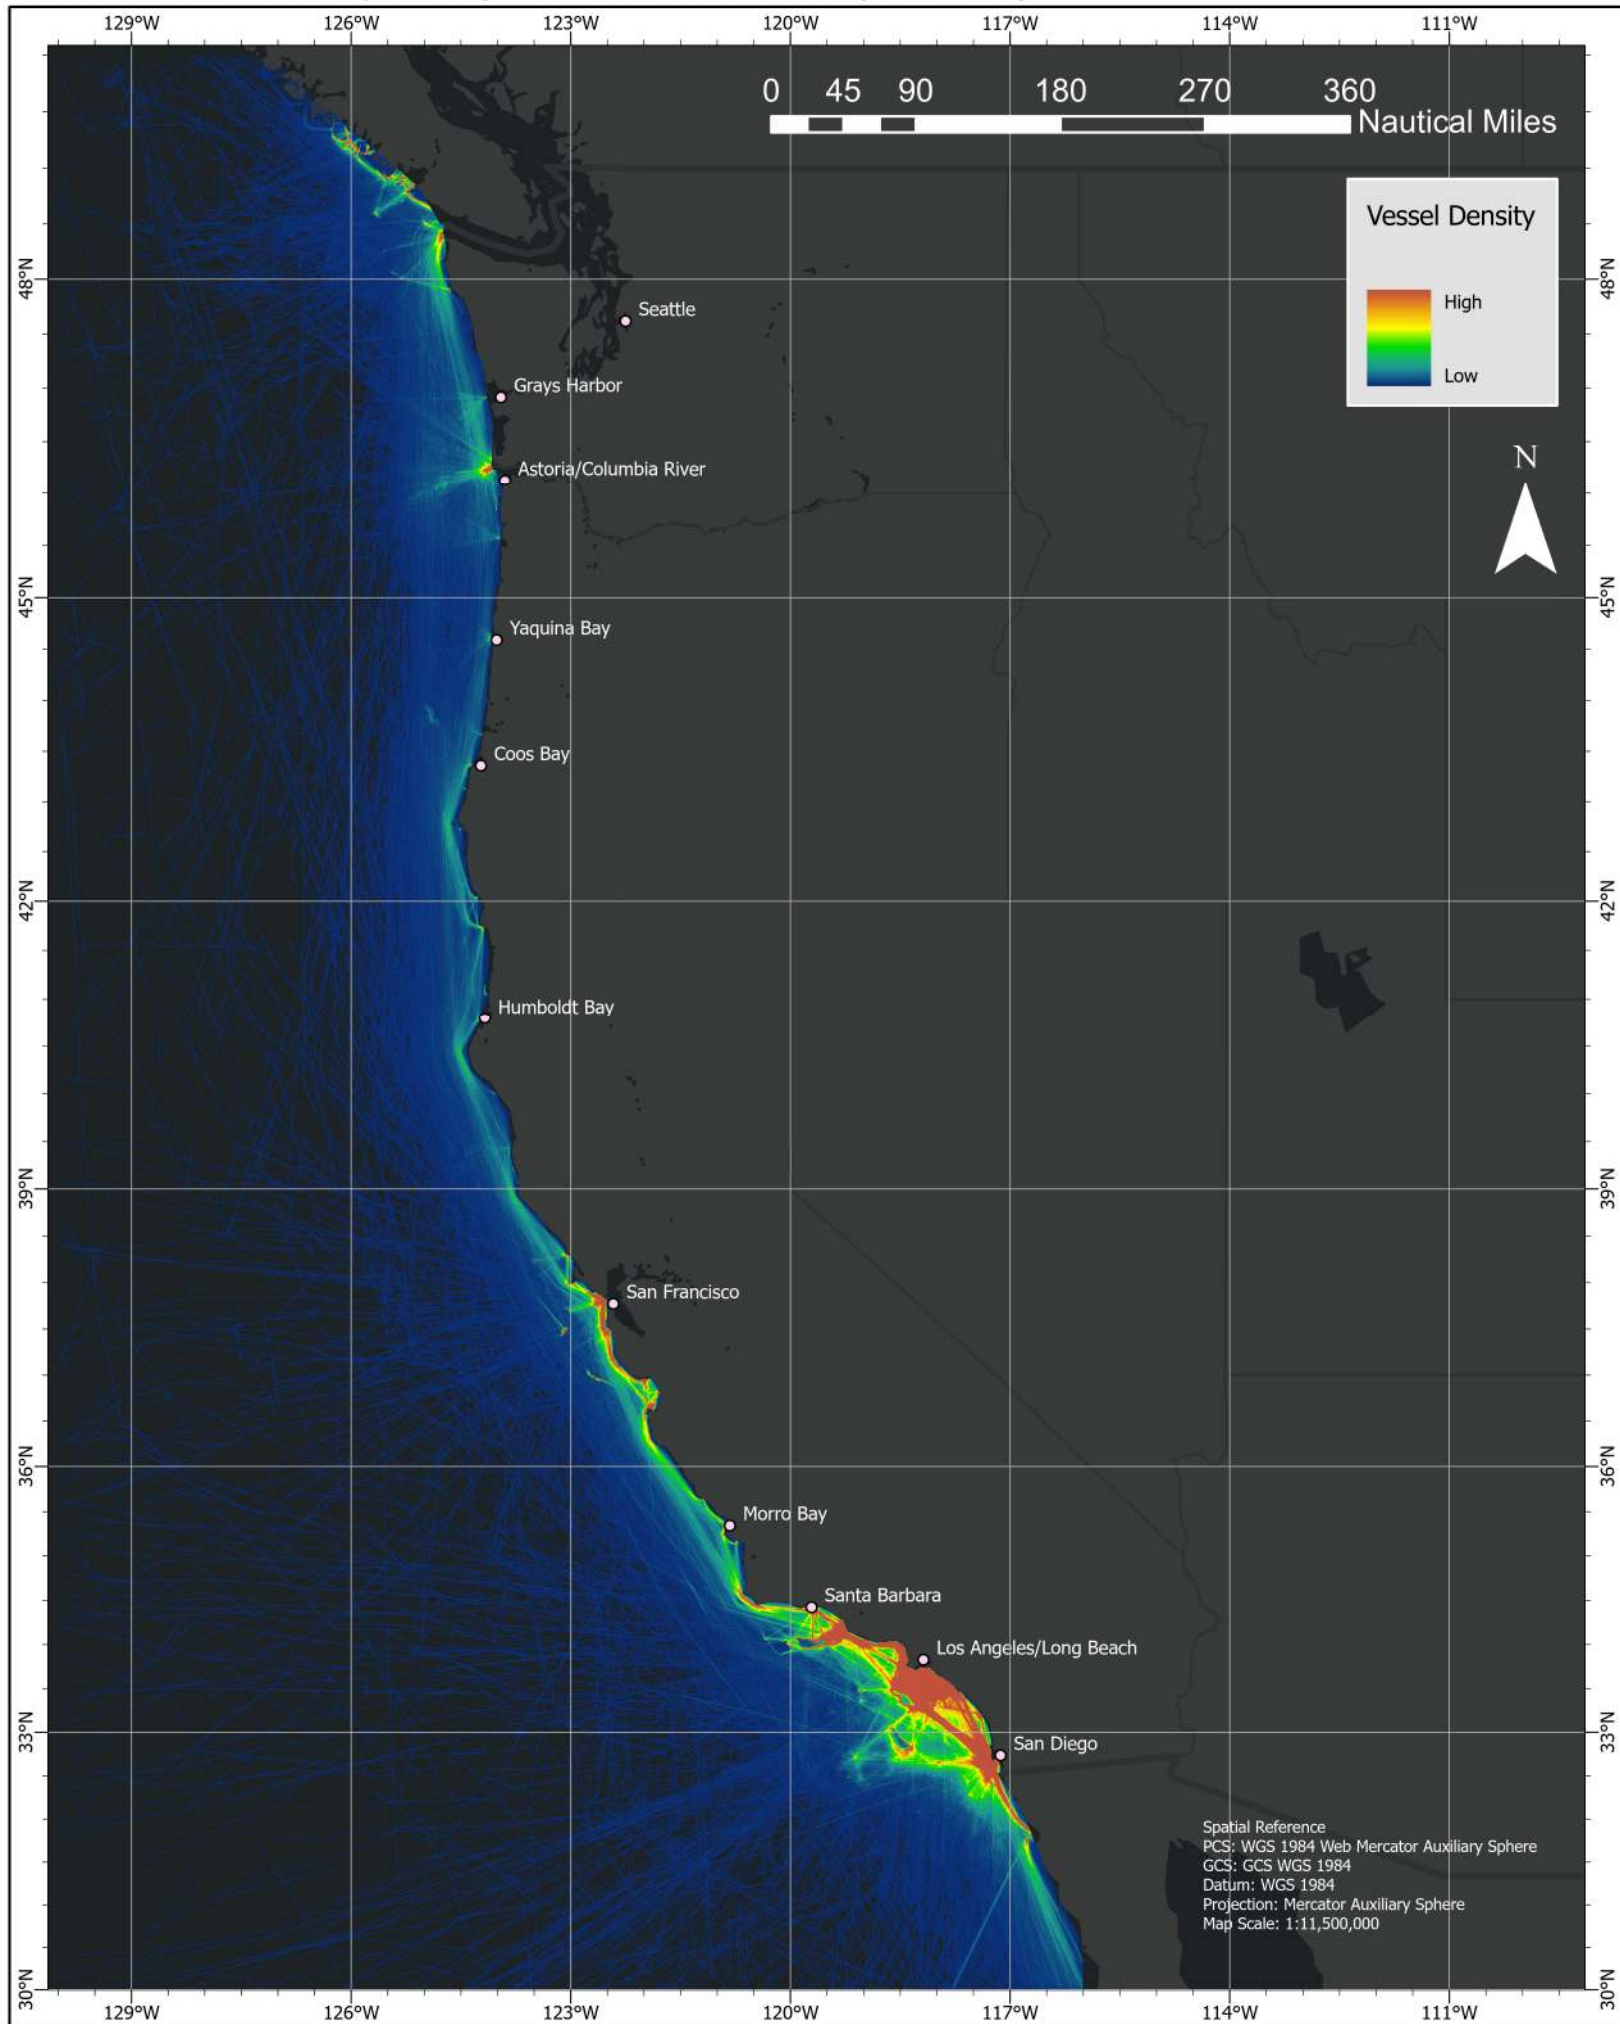 129°W 126°W 123°W 120°W 117°W 114°W 111°W
0 45 90 180 270 360
Nautical Miles
Vessel Density
High
Low
N
48°N 48°N
Seattle
Grays Harbor
Astoria/Columbia River
45°N 45°N
Yaquina Bay
Coos Bay
42°N 42°N
Humboldt Bay
39°N 39°N
San Francisco
36°N 36°N
Morro Bay
Santa Barbara
Los Angeles/Long Beach
33°N 33°N
San Diego
Spatial Reference
PCS: WGS 1984 Web Mercator Auxiliary Sphere
GCS: GCS WGS 1984
Datum: WGS 1984
Projection: Mercator Auxiliary Sphere
Map Scale: 1:11,500,000
30°N 30°N
129°W 126°W 123°W 120°W 117°W 114°W 111°W